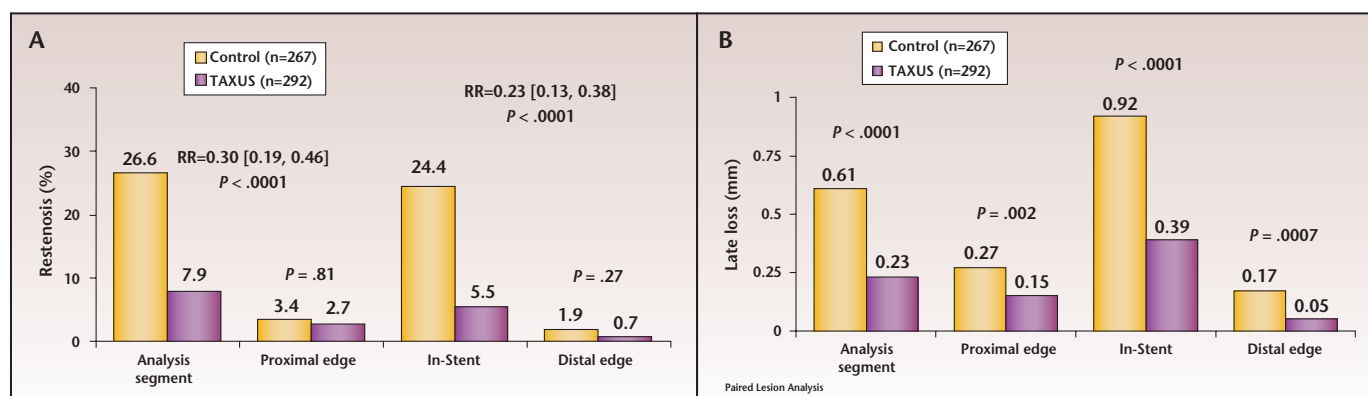 A
Control (n=267)
TAXUS (n=292)
Restenosis (%)
40
30
20
10
0
26.6
7.9
RR=0.30 [0.19, 0.46]
P < .0001
3.4
2.7
P = .81
24.4
5.5
RR=0.23 [0.13, 0.38]
P < .0001
1.9
0.7
P = .27
Analysis
segment
Proximal edge
In-Stent
Distal edge
B
Control (n=267)
TAXUS (n=292)
Late loss (mm)
1
0.75
0.5
0.25
0
P < .0001
0.61
0.23
P = .002
0.27
0.15
P < .0001
0.92
0.39
P = .0007
0.17
0.05
Analysis
segment
Proximal edge
In-Stent
Distal edge
Paired Lesion Analysis